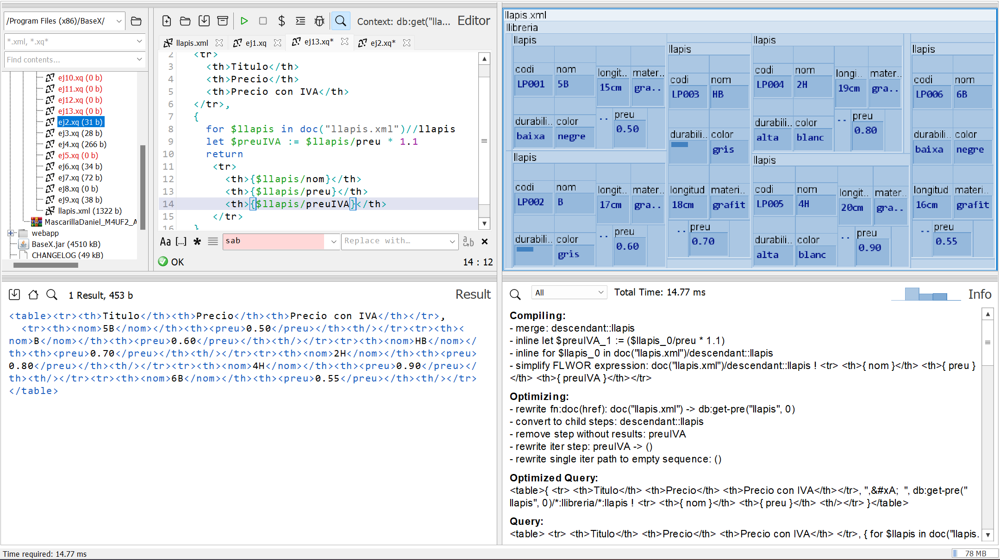 /Program Files (x86)/BaseX/
*.xml, *.xq*
Find contents...
ej10.xq (0 b)
ej11.xq (0 b)
ej12.xq (0 b)
ej13.xq (0 b)
ej2.xq (31 b)
ej3.xq (28 b)
ej4.xq (266 b)
ej5.xq (0 b)
ej6.xq (34 b)
ej7.xq (72 b)
ej8.xq (0 b)
ej9.xq (38 b)
llapis.xml (1322 b)
MascarillaDaniel_M4UF2_A
webapp
BaseX.jar (4510 kB)
CHANGELOG (49 kB)
Context: db:get("lla... Editor
llapis.xml ej1.xq ej13.xq* ej2.xq*
2 <tr>
3 <th>Titulo</th>
4 <th>Precio</th>
5 <th>Precio con IVA</th>
6 </tr>,
7 {
8 for $llapis in doc("llapis.xml")//llapis
9 let $preuIVA := $llapis/preu * 1.1
10 return
11 <tr>
12 <th>{$llapis/nom}</th>
13 <th>{$llapis/preu}</th>
14 <th>{$llapis/preuIVA}</th>
15 </tr>
16 }
Aa [..] * sab Replace with...
OK 14 : 12
llapis.xml
llibreria
llapis
codi nom longit.. mater..
LP001 5B 15cm gra..
durabili.. color .. preu
baixa negre 0.50
llapis
codi nom longit.. mater..
LP002 B 17cm gra..
durabili.. color .. preu
gris 0.60
llapis
codi nom
LP003 HB
durabili.. color
gris
longitud materi..
18cm grafit
.. preu
0.70
llapis
codi nom longi.. mater..
LP004 2H 19cm gra..
durabili.. color .. preu
alta blanc 0.80
llapis
codi nom longit.. mater..
LP005 4H 20cm gra..
durabili.. color .. preu
alta blanc 0.90
llapis
codi nom
LP006 6B
durabili.. color
baixa negre
longitud materi..
16cm grafit
.. preu
0.55
1 Result, 453 b Result
<table><tr><th>Titulo</th><th>Precio</th><th>Precio con IVA</th></tr>,
<tr><th><nom>5B</nom></th><th><preu>0.50</preu></th><th/></tr><tr><th><
nom>B</nom></th><th><preu>0.60</preu></th><th/></tr><tr><th><nom>HB</nom></
th><th><preu>0.70</preu></th><th/></tr><tr><th><nom>2H</nom></th><th><preu>
0.80</preu></th><th/></tr><tr><th><nom>4H</nom></th><th><preu>0.90</preu></
th><th/></tr><tr><th><nom>6B</nom></th><th><preu>0.55</preu></th><th/></tr>
</table>
All Total Time: 14.77 ms Info
Compiling:
- merge: descendant::llapis
- inline let $preuIVA_1 := ($llapis_0/preu * 1.1)
- inline for $llapis_0 in doc("llapis.xml")/descendant::llapis
- simplify FLWOR expression: doc("llapis.xml")/descendant::llapis ! <tr> <th>{ nom }</th> <th>{ preu }
</th> <th>{ preuIVA }</th></tr>
Optimizing:
- rewrite fn:doc(href): doc("llapis.xml") -> db:get-pre("llapis", 0)
- convert to child steps: descendant::llapis
- remove step without results: preuIVA
- rewrite iter step: preuIVA -> ()
- rewrite single iter path to empty sequence: ()
Optimized Query:
<table>{ <tr> <th>Titulo</th> <th>Precio</th> <th>Precio con IVA</th></tr>, ",&#xA; ", db:get-pre("
llapis", 0)/*:llibreria/*:llapis ! <tr> <th>{ nom }</th> <th>{ preu }</th> <th/></tr> }</table>
Query:
<table> <tr> <th>Titulo</th> <th>Precio</th> <th>Precio con IVA</th> </tr>, { for $llapis in doc("llapis.
Time required: 14.77 ms
78 MB